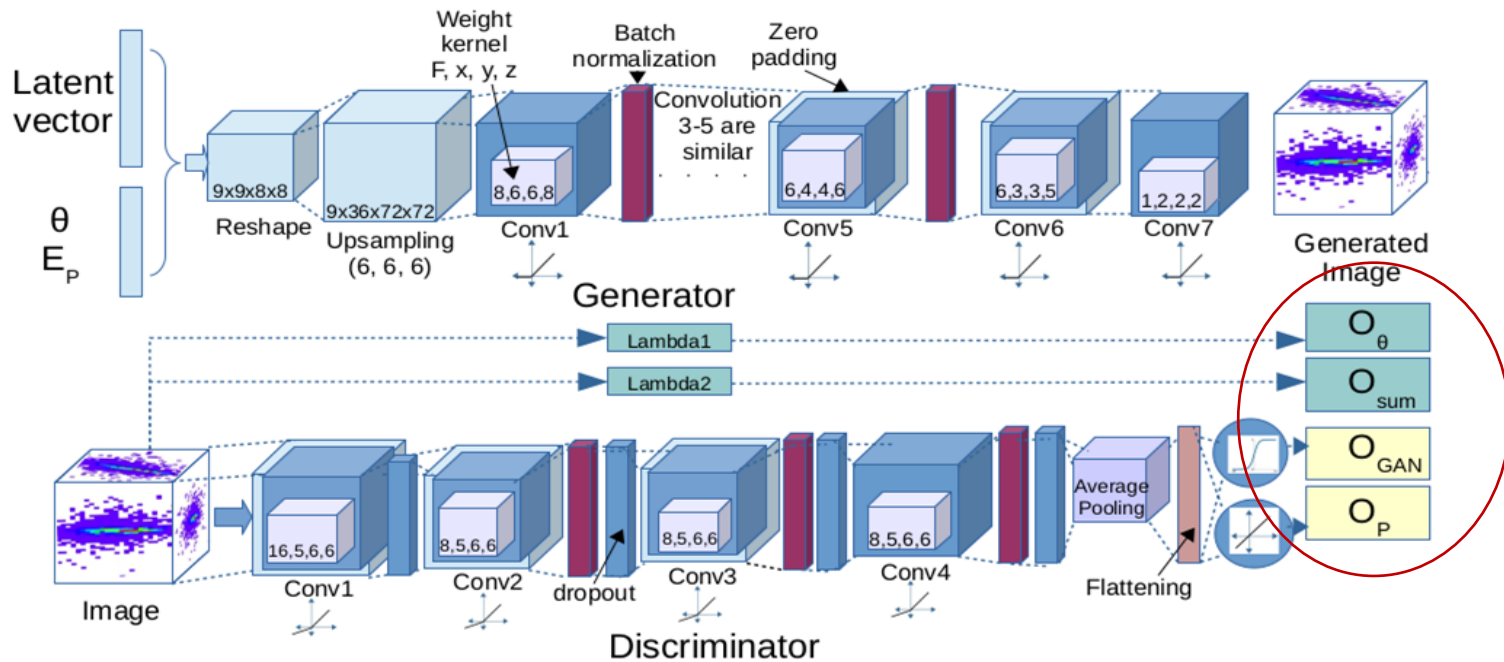 Latent
vector
θ
E_P
9x9x8x8
Reshape
9x36x72x72
Upsampling
(6, 6, 6)
Weight
kernel
F, x, y, z
8,6,6,8
Conv1
Batch
normalization
Convolution
3-5 are
similar
. . . .
Zero
padding
6,4,4,6
Conv5
6,3,3,5
Conv6
1,2,2,2
Conv7
Generated
Image
Generator
Lambda1
Lambda2
O_θ
O_sum
O_GAN
O_P
Image
16,5,6,6
Conv1
8,5,6,6
Conv2
dropout
8,5,6,6
Conv3
8,5,6,6
Conv4
Average
Pooling
Flattening
Discriminator